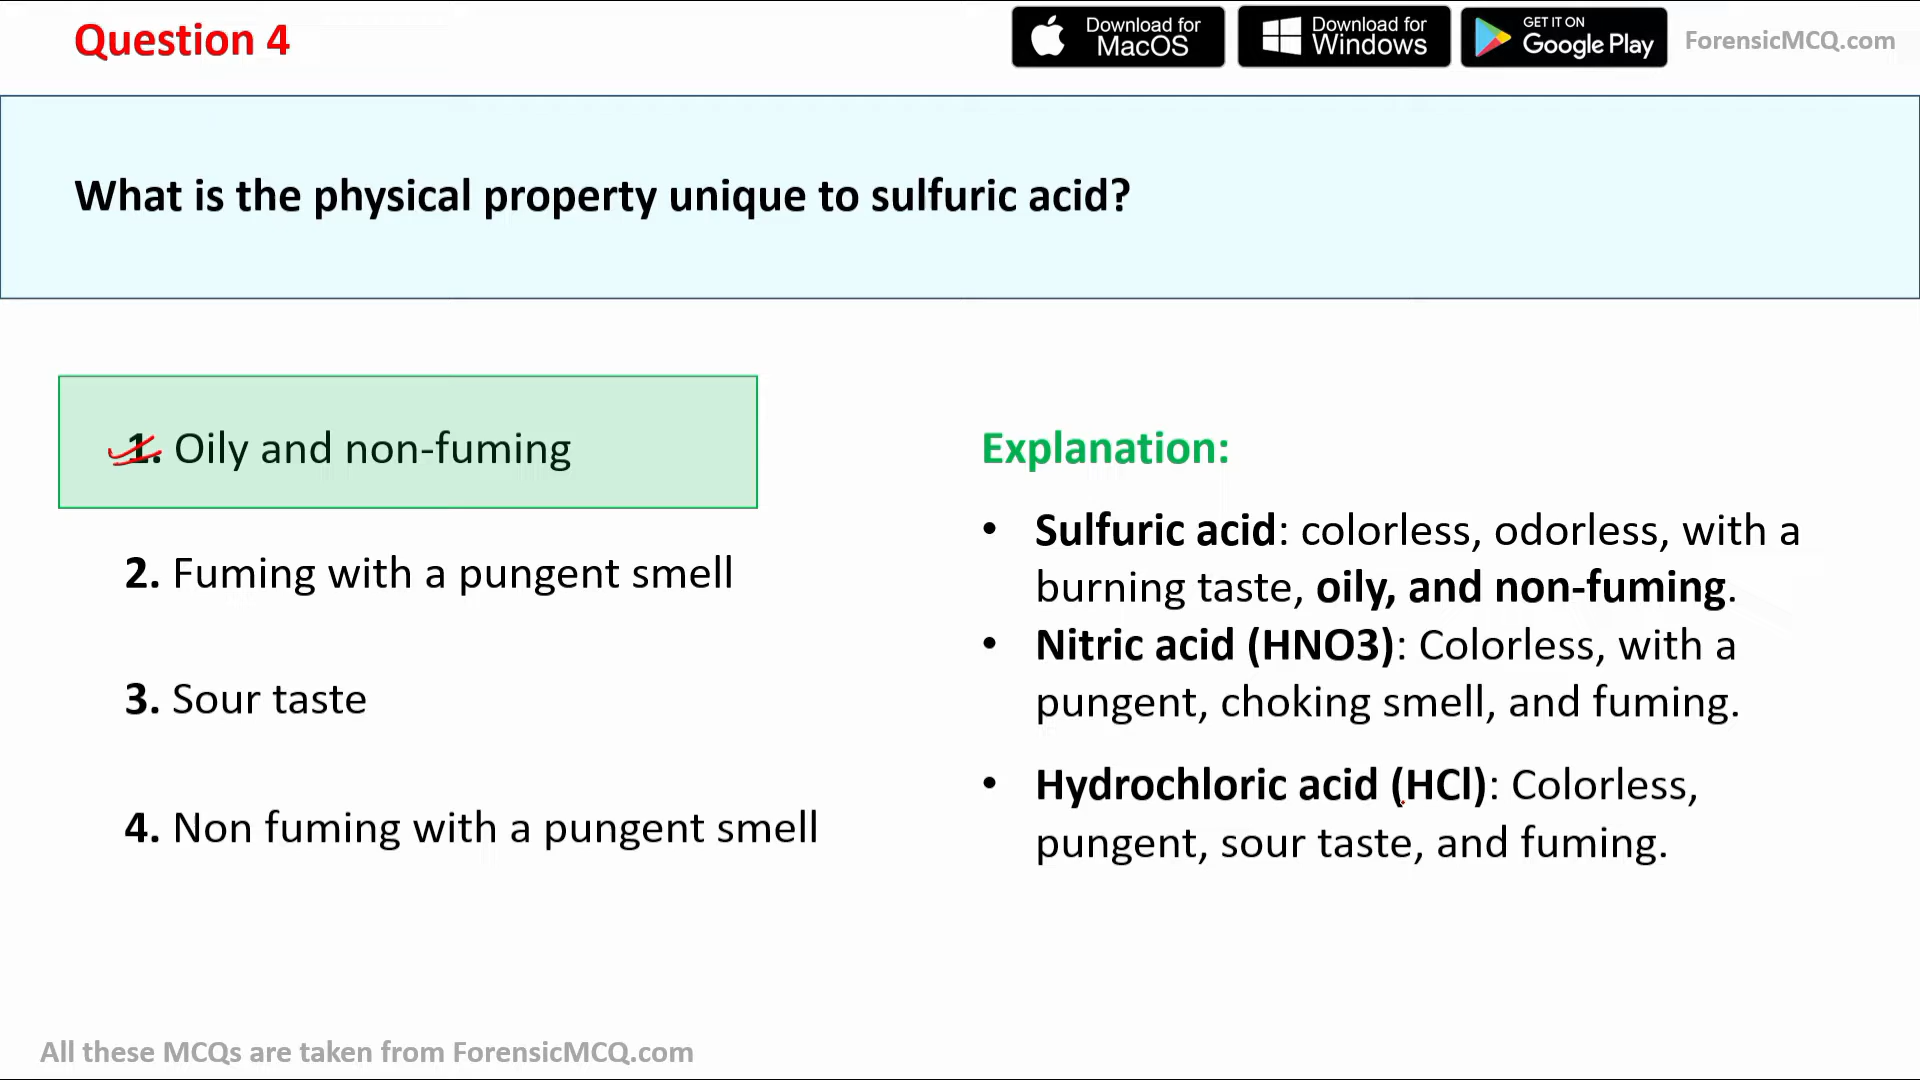 Question 4
Download for
MacOS
Download for
Windows
GET IT ON
Google Play
ForensicMCQ.com
What is the physical property unique to sulfuric acid?
1. Oily and non-fuming
2. Fuming with a pungent smell
3. Sour taste
4. Non fuming with a pungent smell
Explanation:
• Sulfuric acid: colorless, odorless, with a
burning taste, oily, and non-fuming.
• Nitric acid (HNO3): Colorless, with a
pungent, choking smell, and fuming.
• Hydrochloric acid (HCl): Colorless,
pungent, sour taste, and fuming.
All these MCQs are taken from ForensicMCQ.com